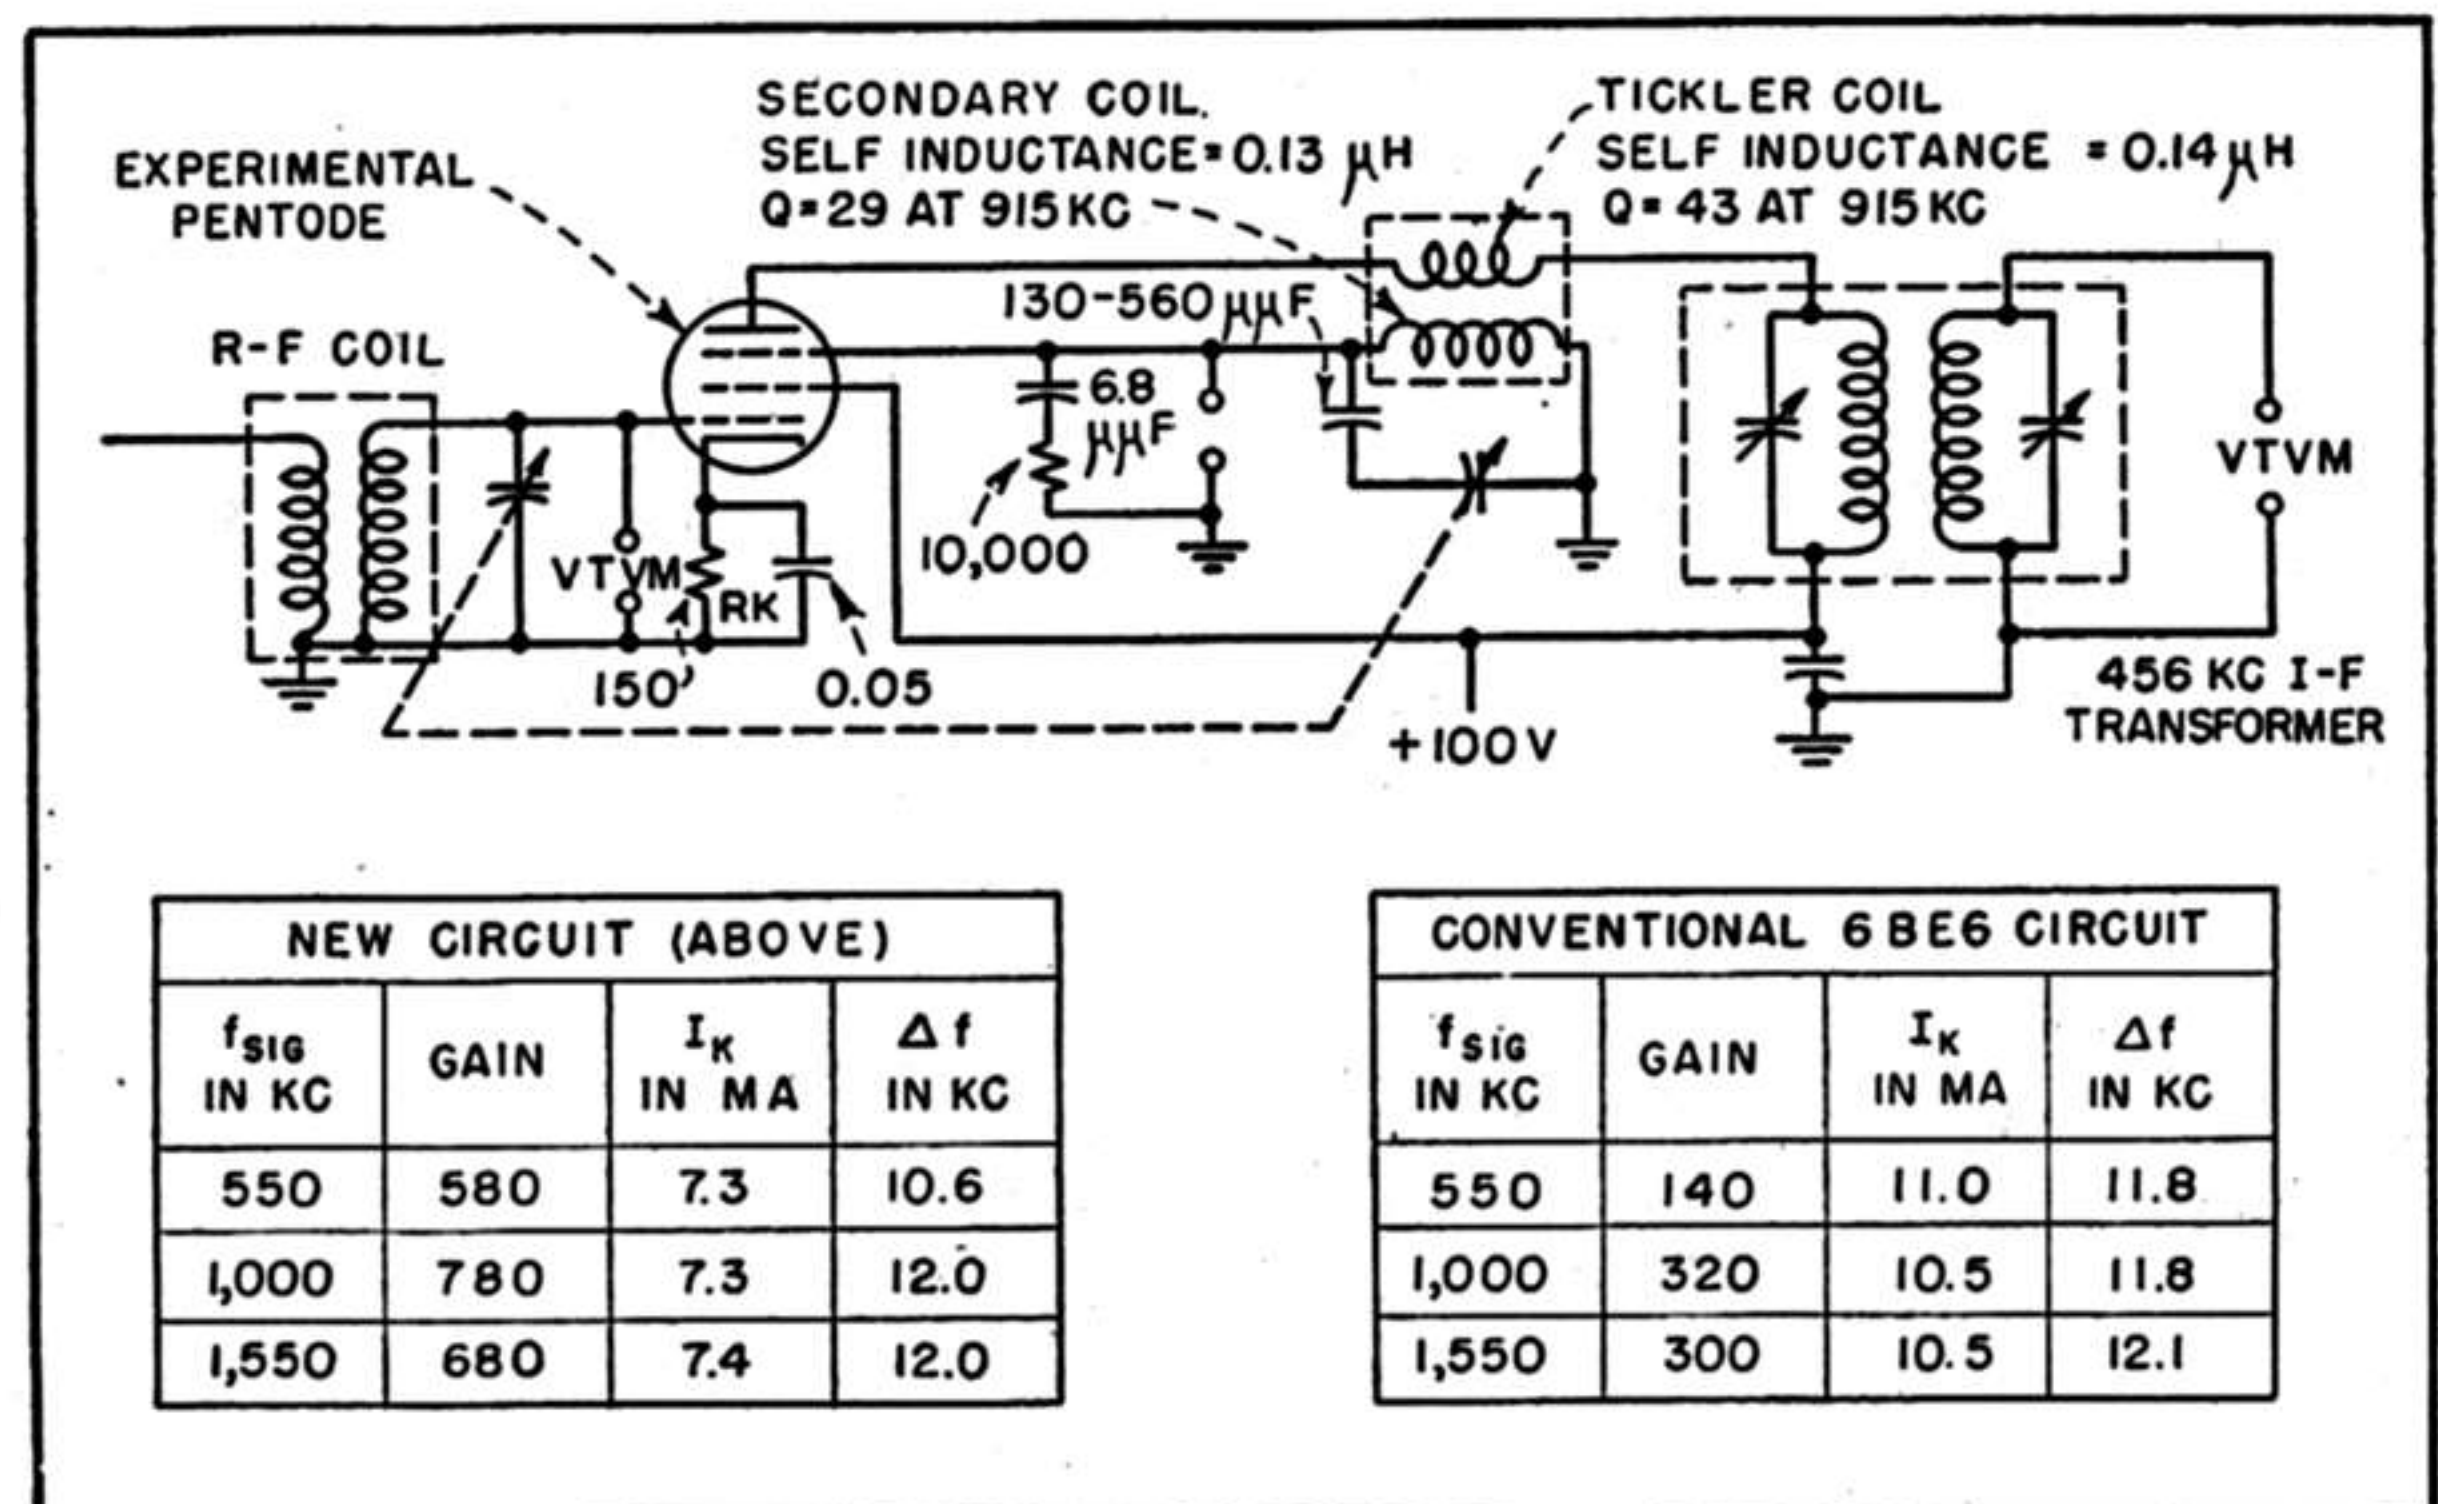 SECONDARY COIL.
SELF INDUCTANCE=0.13 μH
Q=29 AT 915KC
TICKLER COIL
SELF INDUCTANCE = 0.14 μH
Q=43 AT 915KC
EXPERIMENTAL
PENTODE
R-F COIL
130-560 μμF
6.8
μμF
10,000
VTVM
RK
150
0.05
+100V
VTVM
456 KC I-F
TRANSFORMER
NEW CIRCUIT (ABOVE)
fSIG IN KC GAIN IK IN MA Δf IN KC
550 580 7.3 10.6
1,000 780 7.3 12.0
1,550 680 7.4 12.0
CONVENTIONAL 6BE6 CIRCUIT
fSIG IN KC GAIN IK IN MA Δf IN KC
550 140 11.0 11.8
1,000 320 10.5 11.8
1,550 300 10.5 12.1